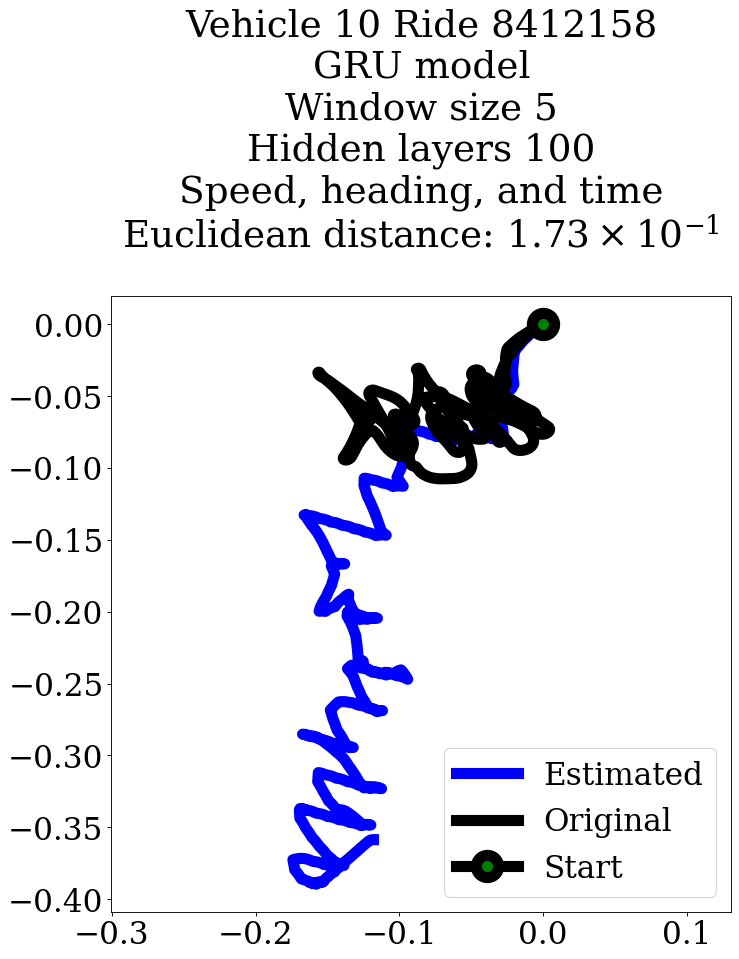 Vehicle 10 Ride 8412158
GRU model
Window size 5
Hidden layers 100
Speed, heading, and time
Euclidean distance: 1.73 × 10⁻¹
0.00
−0.05
−0.10
−0.15
−0.20
−0.25
−0.30
−0.35
−0.40
Estimated
Original
Start
−0.3 −0.2 −0.1 0.0 0.1